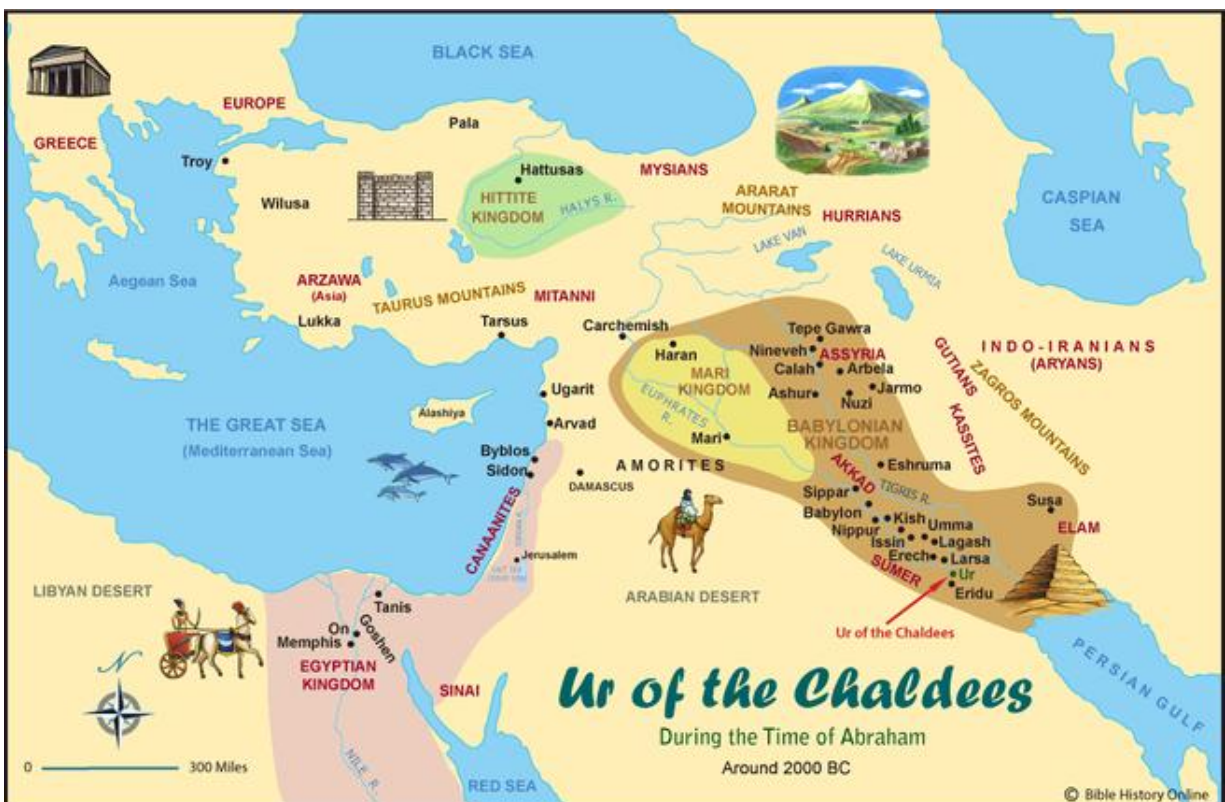 BLACK SEA
EUROPE
GREECE
Troy
Pala
Wilusa
Hattusas
HITTITE
KINGDOM
HALYS R.
MYSIANS
ARARAT
MOUNTAINS
HURRIANS
LAKE VAN
LAKE URMIA
CASPIAN
SEA
Aegean Sea
ARZAWA
(Asia)
TAURUS MOUNTAINS
MITANNI
Lukka
Tarsus
Carchemish
Haran
MARI
KINGDOM
EUPHRATES
R.
Mari
Tepe Gawra
Nineveh
ASSYRIA
Calah
Arbela
Ashur
Jarmo
Nuzi
BABYLONIAN
KINGDOM
GUTIANS
KASSITES
INDO-IRANIANS
(ARYANS)
ZAGROS MOUNTAINS
Ugarit
Alashiya
Arvad
THE GREAT SEA
(Mediterranean Sea)
Byblos
Sidon
DAMASCUS
AMORITES
CANAANITES
Jerusalem
AKKAD
Eshruma
TIGRIS R.
Sippar
Babylon
Kish
Nippur
Umma
Issin
Lagash
Erech
Larsa
SUMER
Ur
Eridu
Susa
ELAM
Ur of the Chaldees
PERSIAN GULF
LIBYAN DESERT
ARABIAN DESERT
Tanis
On
Goshen
Memphis
EGYPTIAN
KINGDOM
SINAI
NILE R.
RED SEA
N
0 300 Miles
Ur of the Chaldees
During the Time of Abraham
Around 2000 BC
© Bible History Online